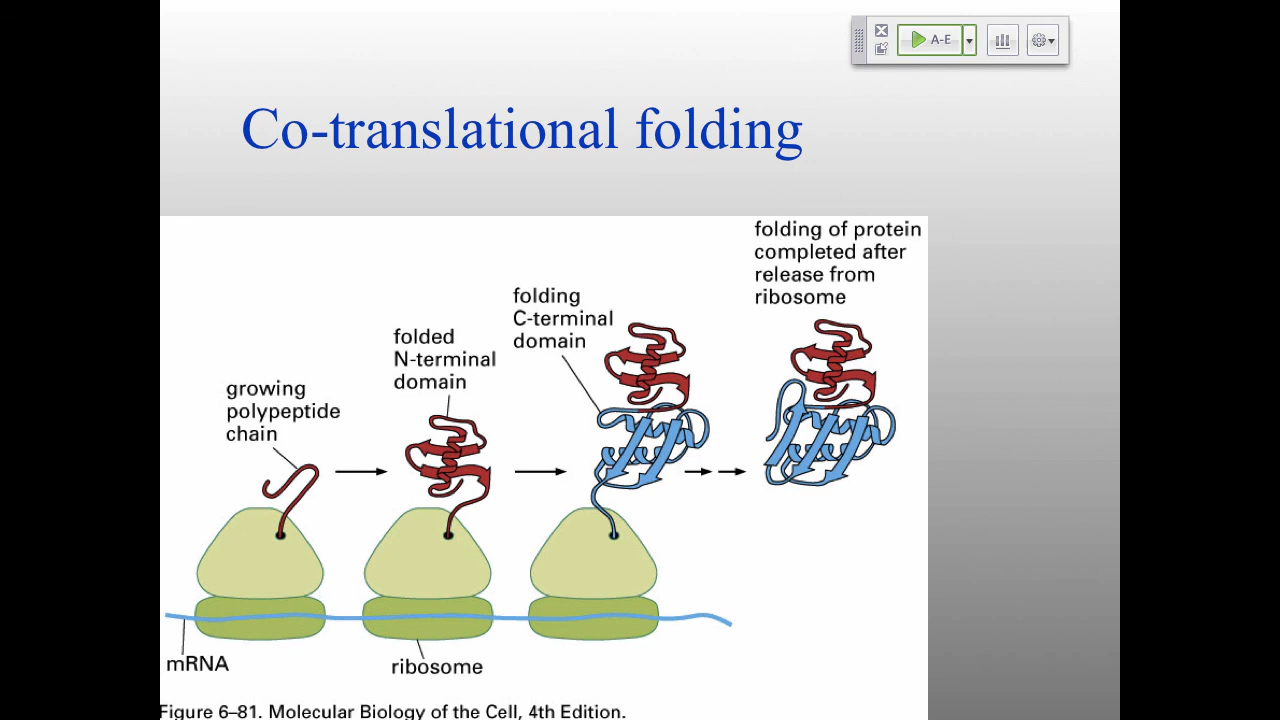 A-E
Co-translational folding
folding of protein
completed after
release from
ribosome
folding
C-terminal
domain
folded
N-terminal
domain
growing
polypeptide
chain
mRNA
ribosome
Figure 6–81. Molecular Biology of the Cell, 4th Edition.